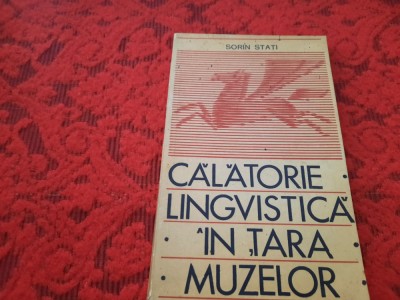 SORIN STATI
CĂLĂTORIE
LINGVISTICĂ
ÎN ȚARA
MUZELOR